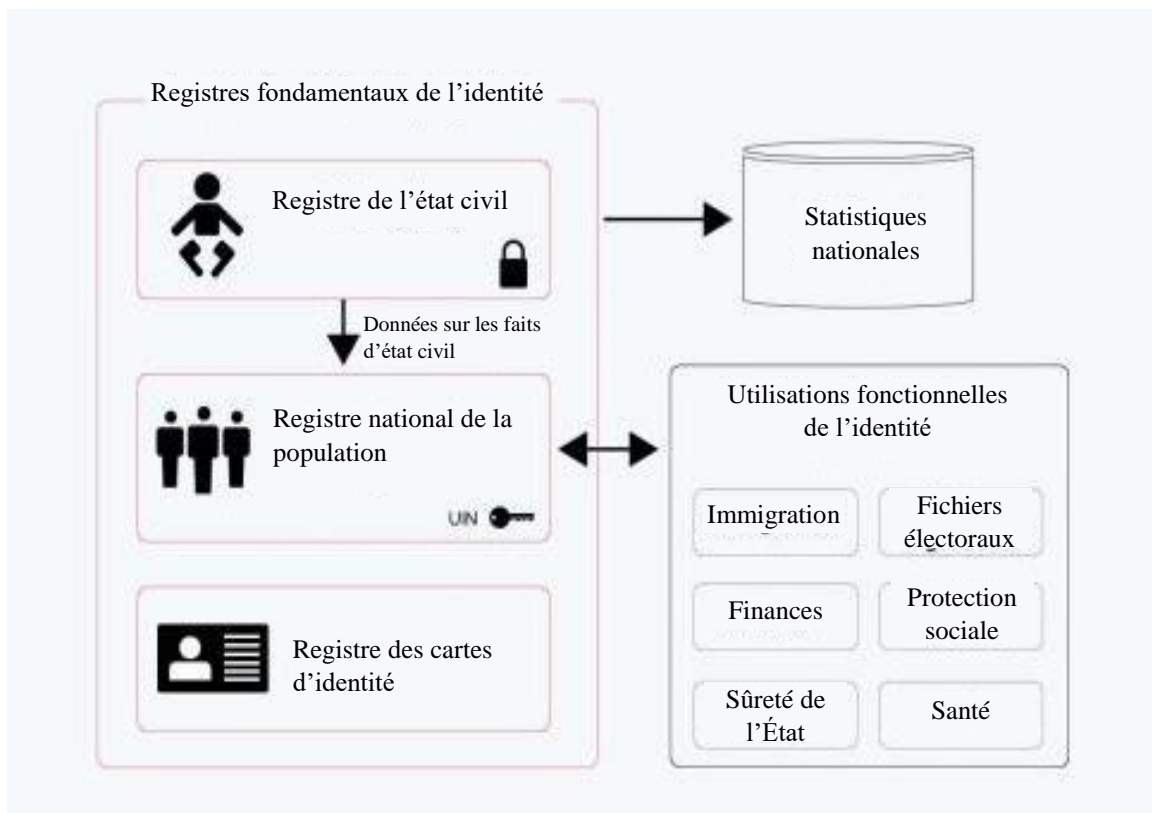 Registres fondamentaux de l’identité
Registre de l’état civil
Données sur les faits
d’état civil
Registre national de la
population
UIN
Registre des cartes
d’identité
Statistiques
nationales
Utilisations fonctionnelles
de l’identité
Immigration
Fichiers
électoraux
Finances
Protection
sociale
Sûreté de
l’État
Santé